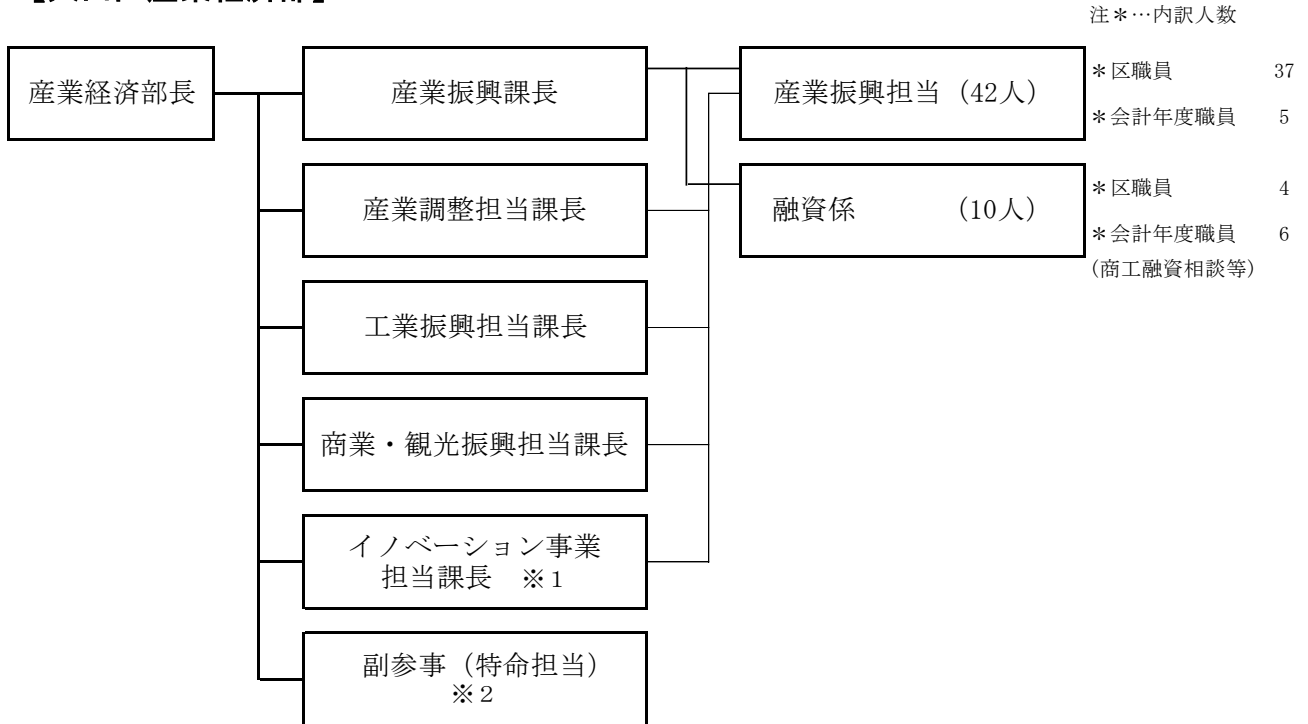 注＊…内訳人数
産業経済部長
産業振興課長
産業振興担当（42人）
＊区職員 37
＊会計年度職員 5
産業調整担当課長
融資係 （10人）
＊区職員 4
＊会計年度職員 6
(商工融資相談等)
工業振興担当課長
商業・観光振興担当課長
イノベーション事業
担当課長 ※１
副参事（特命担当）
※２